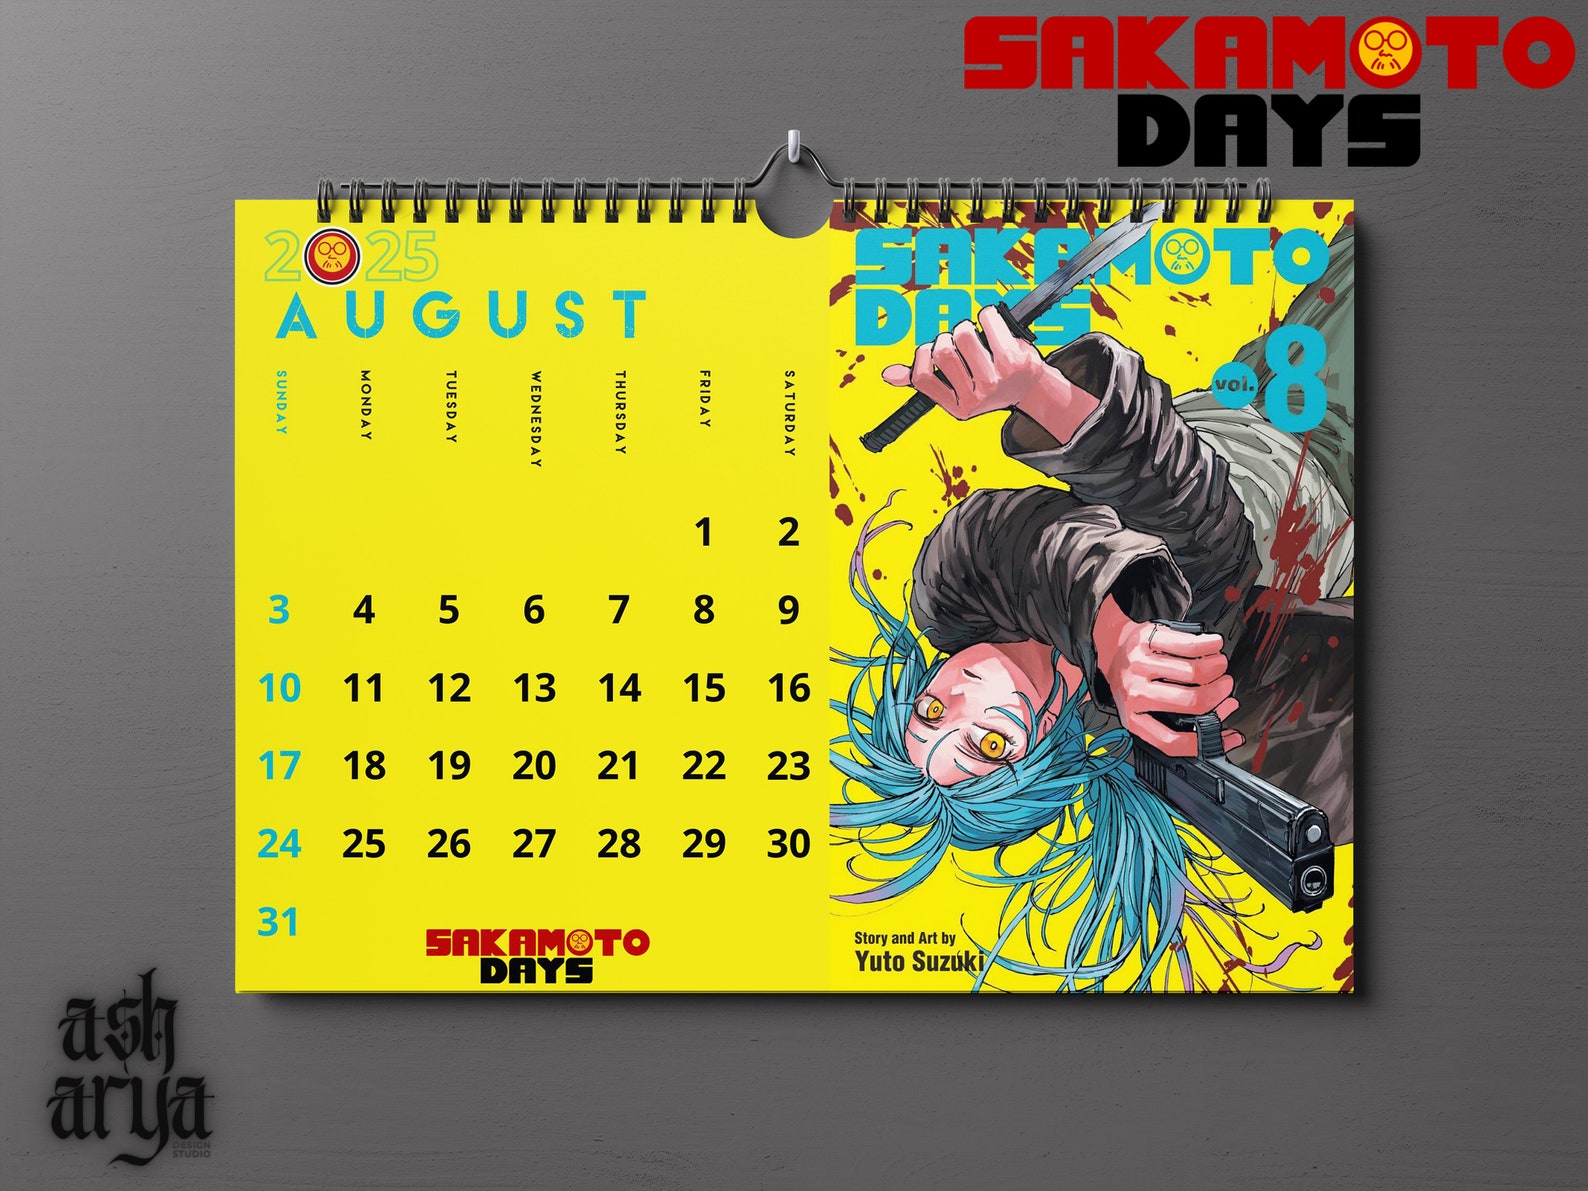 SAKAMOTO
DAYS
2025
AUGUST
SUNDAY MONDAY TUESDAY WEDNESDAY THURSDAY FRIDAY SATURDAY
1 2
3 4 5 6 7 8 9
10 11 12 13 14 15 16
17 18 19 20 21 22 23
24 25 26 27 28 29 30
31
SAKAMOTO
DAYS
SAKAMOTO
DAYS
vol. 8
Story and Art by
Yuto Suzuki
ash
arya
DESIGN
STUDIO